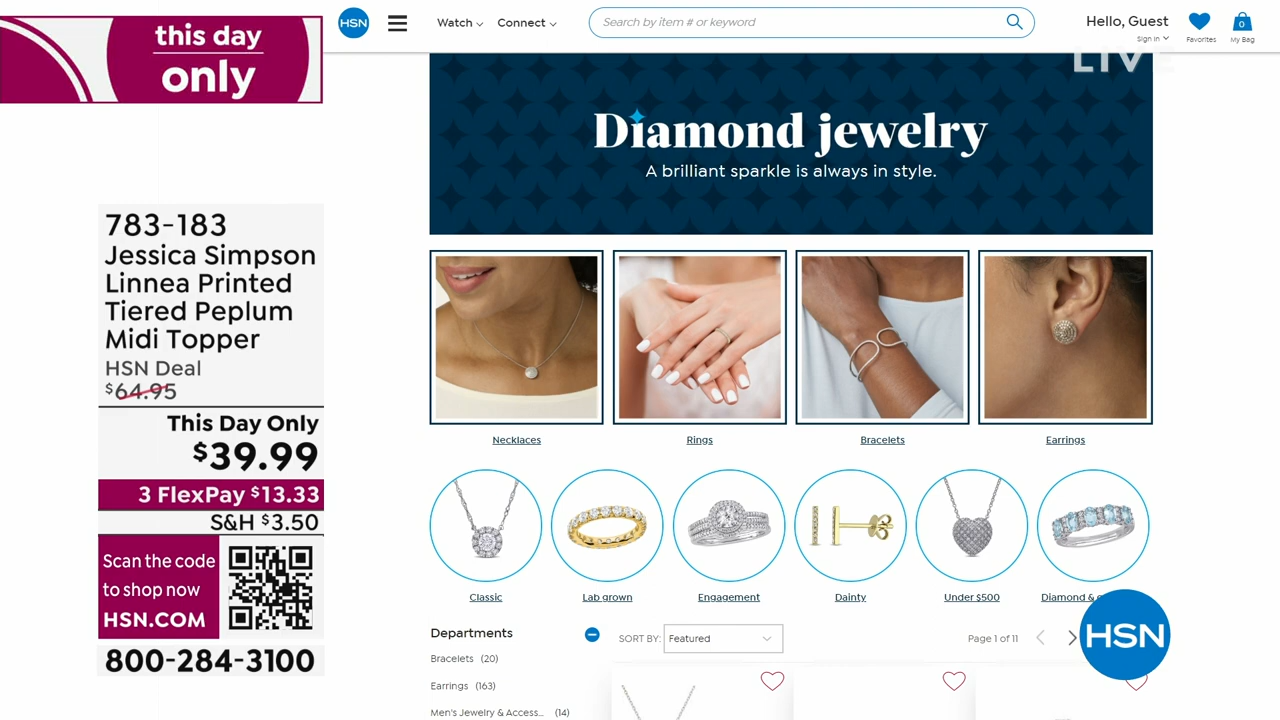 this day
only
783-183
Jessica Simpson
Linnea Printed
Tiered Peplum
Midi Topper
HSN Deal
$64.95
This Day Only
$39.99
3 FlexPay $13.33
S&H $3.50
Scan the code
to shop now
HSN.COM
800-284-3100
HSN
Watch
Connect
Search by item # or keyword
Hello, Guest
Sign In
Favorites
0
My Bag
LIVE
Diamond jewelry
A brilliant sparkle is always in style.
Necklaces
Rings
Bracelets
Earrings
Classic
Lab grown
Engagement
Dainty
Under $500
Diamond &
Departments
SORT BY:
Featured
Page 1 of 11
Bracelets (20)
Earrings (163)
Men's Jewelry & Access... (14)
HSN